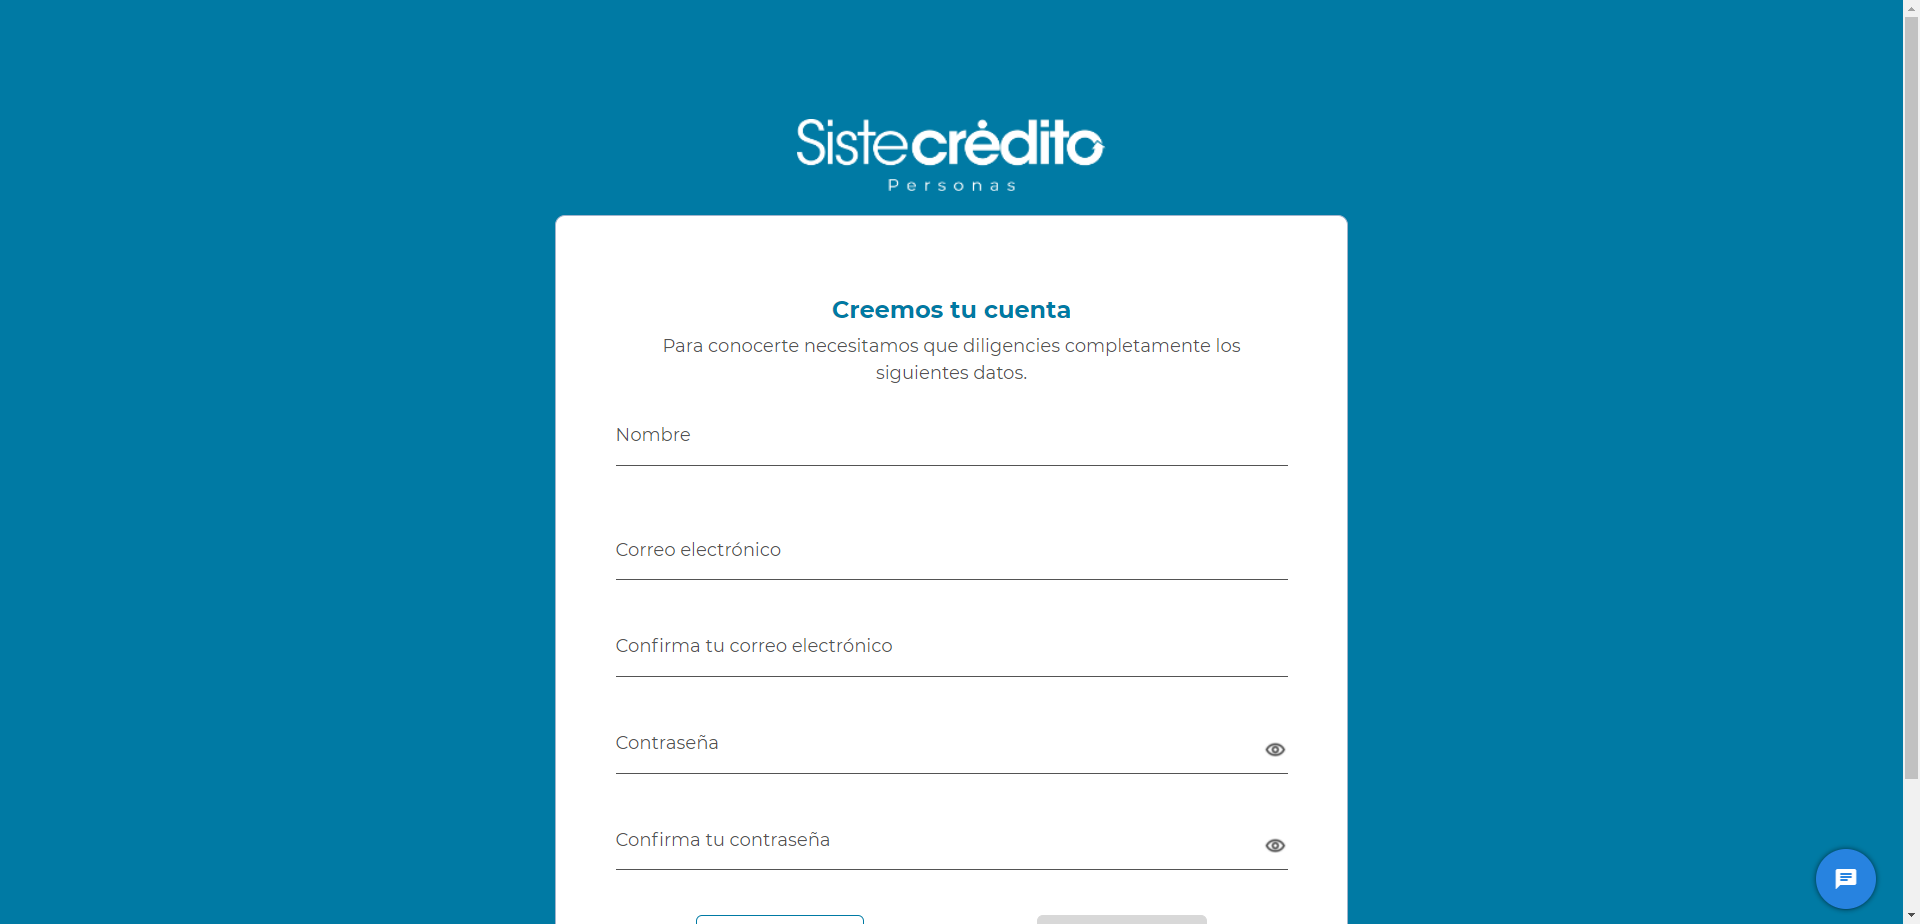 Sistecrédito
Personas
Creemos tu cuenta
Para conocerte necesitamos que diligencies completamente los
siguientes datos.
Nombre
Correo electrónico
Confirma tu correo electrónico
Contraseña
Confirma tu contraseña